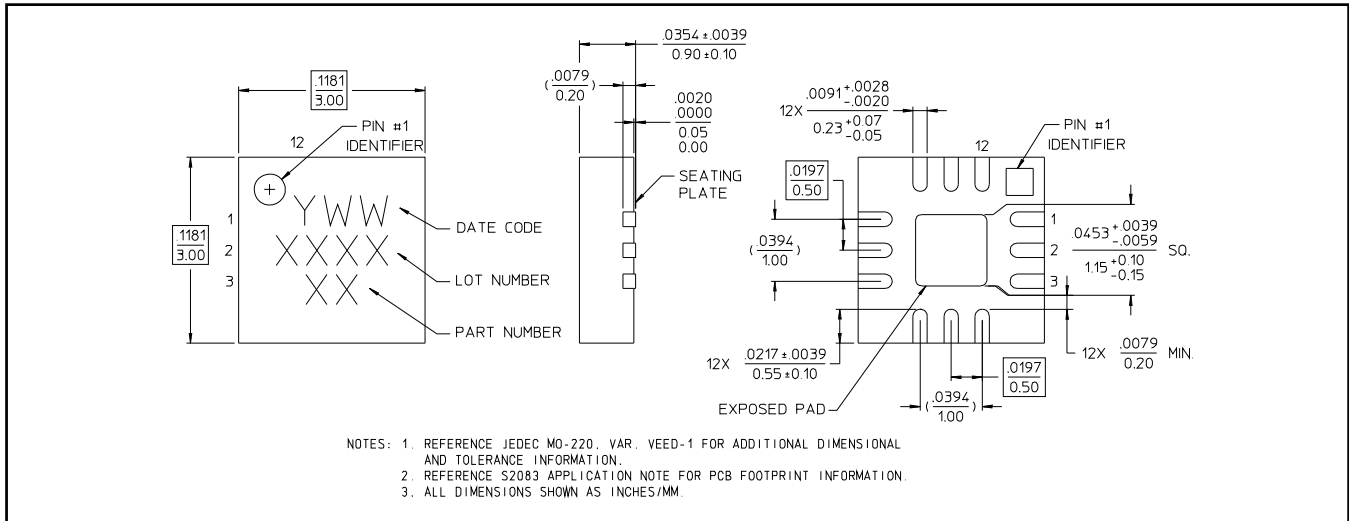 .1181
3.00
PIN #1
IDENTIFIER
12
.1181
3.00
1
2
3
YWW
XXXX
XX
DATE CODE
LOT NUMBER
PART NUMBER
.0354 ±.0039
0.90 ±0.10
(.0079)
0.20
.0020
.0000
0.05
0.00
SEATING
PLATE
12X .0091 +.0028
-.0020
0.23 +0.07
-0.05
.0197
0.50
(.0394)
1.00
12
PIN #1
IDENTIFIER
1
2
3
.0453 +.0039
-.0059
SQ.
1.15 +0.10
-0.15
12X .0079 MIN.
0.20
12X .0217 ±.0039
0.55 ±0.10
.0197
0.50
(.0394)
1.00
EXPOSED PAD
NOTES: 1. REFERENCE JEDEC MO-220, VAR. VEED-1 FOR ADDITIONAL DIMENSIONAL
AND TOLERANCE INFORMATION.
2. REFERENCE S2083 APPLICATION NOTE FOR PCB FOOTPRINT INFORMATION.
3. ALL DIMENSIONS SHOWN AS INCHES/MM.